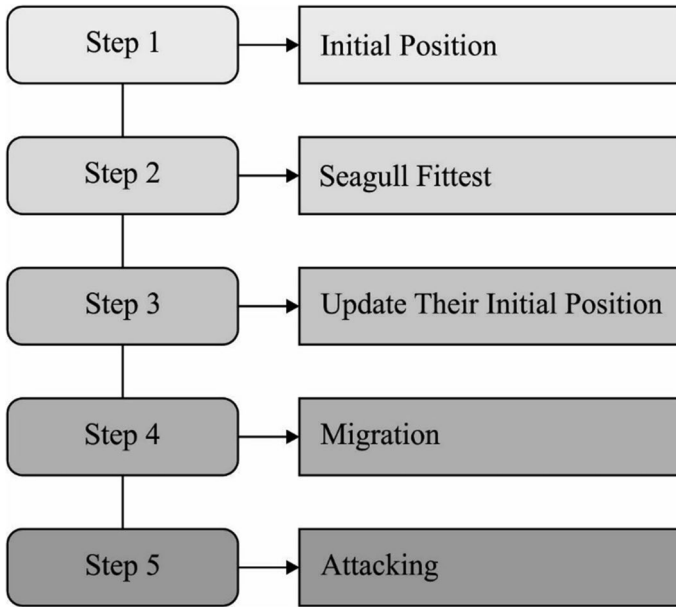 Step 1
Initial Position
Step 2
Seagull Fittest
Step 3
Update Their Initial Position
Step 4
Migration
Step 5
Attacking